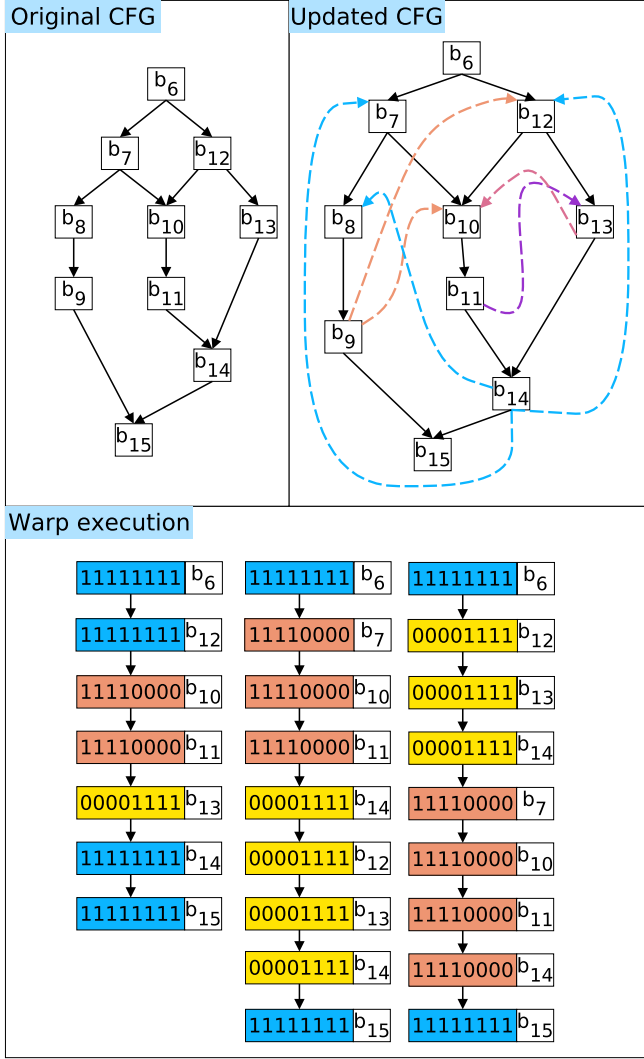 Original CFG
b6
b7
b12
b8
b10
b13
b9
b11
b14
b15
Updated CFG
b6
b7
b12
b8
b10
b13
b11
b9
b14
b15
Warp execution
11111111 b6
11111111 b12
11110000 b10
11110000 b11
00001111 b13
11111111 b14
11111111 b15
11111111 b6
11110000 b7
11110000 b10
11110000 b11
00001111 b14
00001111 b12
00001111 b13
00001111 b14
11111111 b15
11111111 b6
00001111 b12
00001111 b13
00001111 b14
11110000 b7
11110000 b10
11110000 b11
11110000 b14
11111111 b15